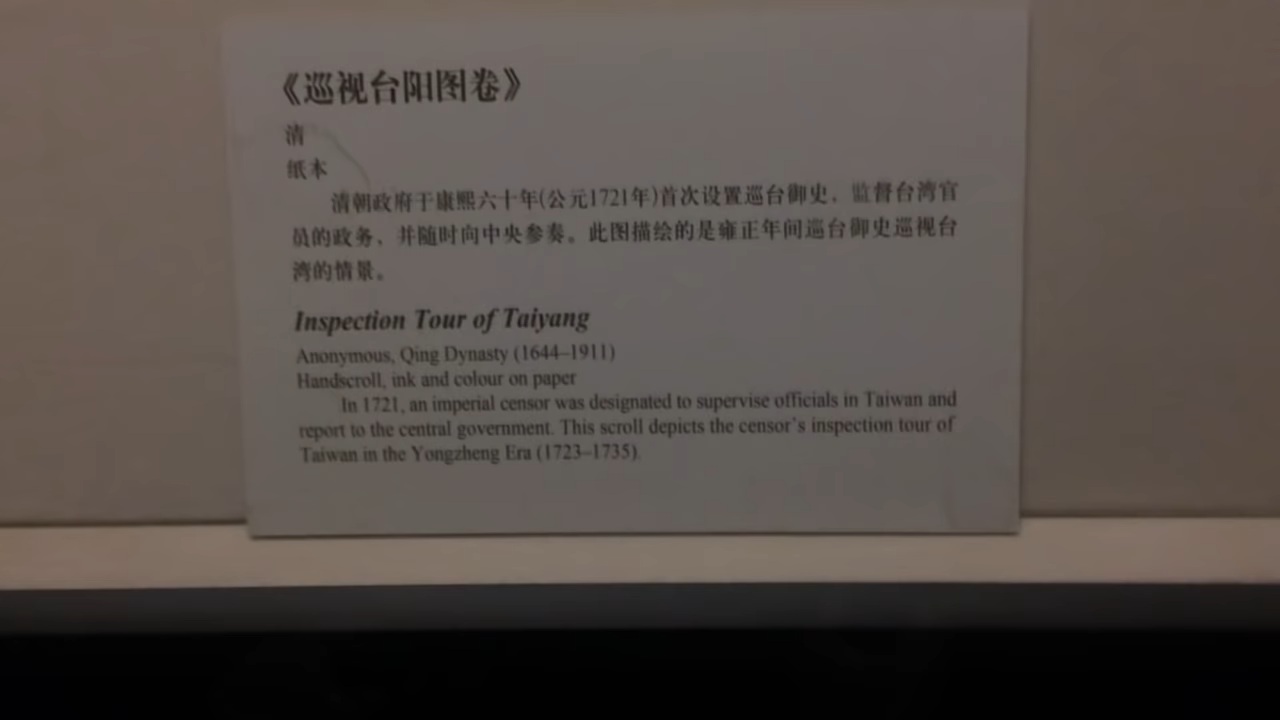 《巡视台阳图卷》
清
纸本
清朝政府于康熙六十年(公元1721年)首次设置巡台御史，监督台湾官
员的政务，并随时向中央参奏。此图描绘的是雍正年间巡台御史巡视台
湾的情景。
Inspection Tour of Taiyang
Anonymous, Qing Dynasty (1644–1911)
Handscroll, ink and colour on paper
In 1721, an imperial censor was designated to supervise officials in Taiwan and
report to the central government. This scroll depicts the censor's inspection tour of
Taiwan in the Yongzheng Era (1723–1735).